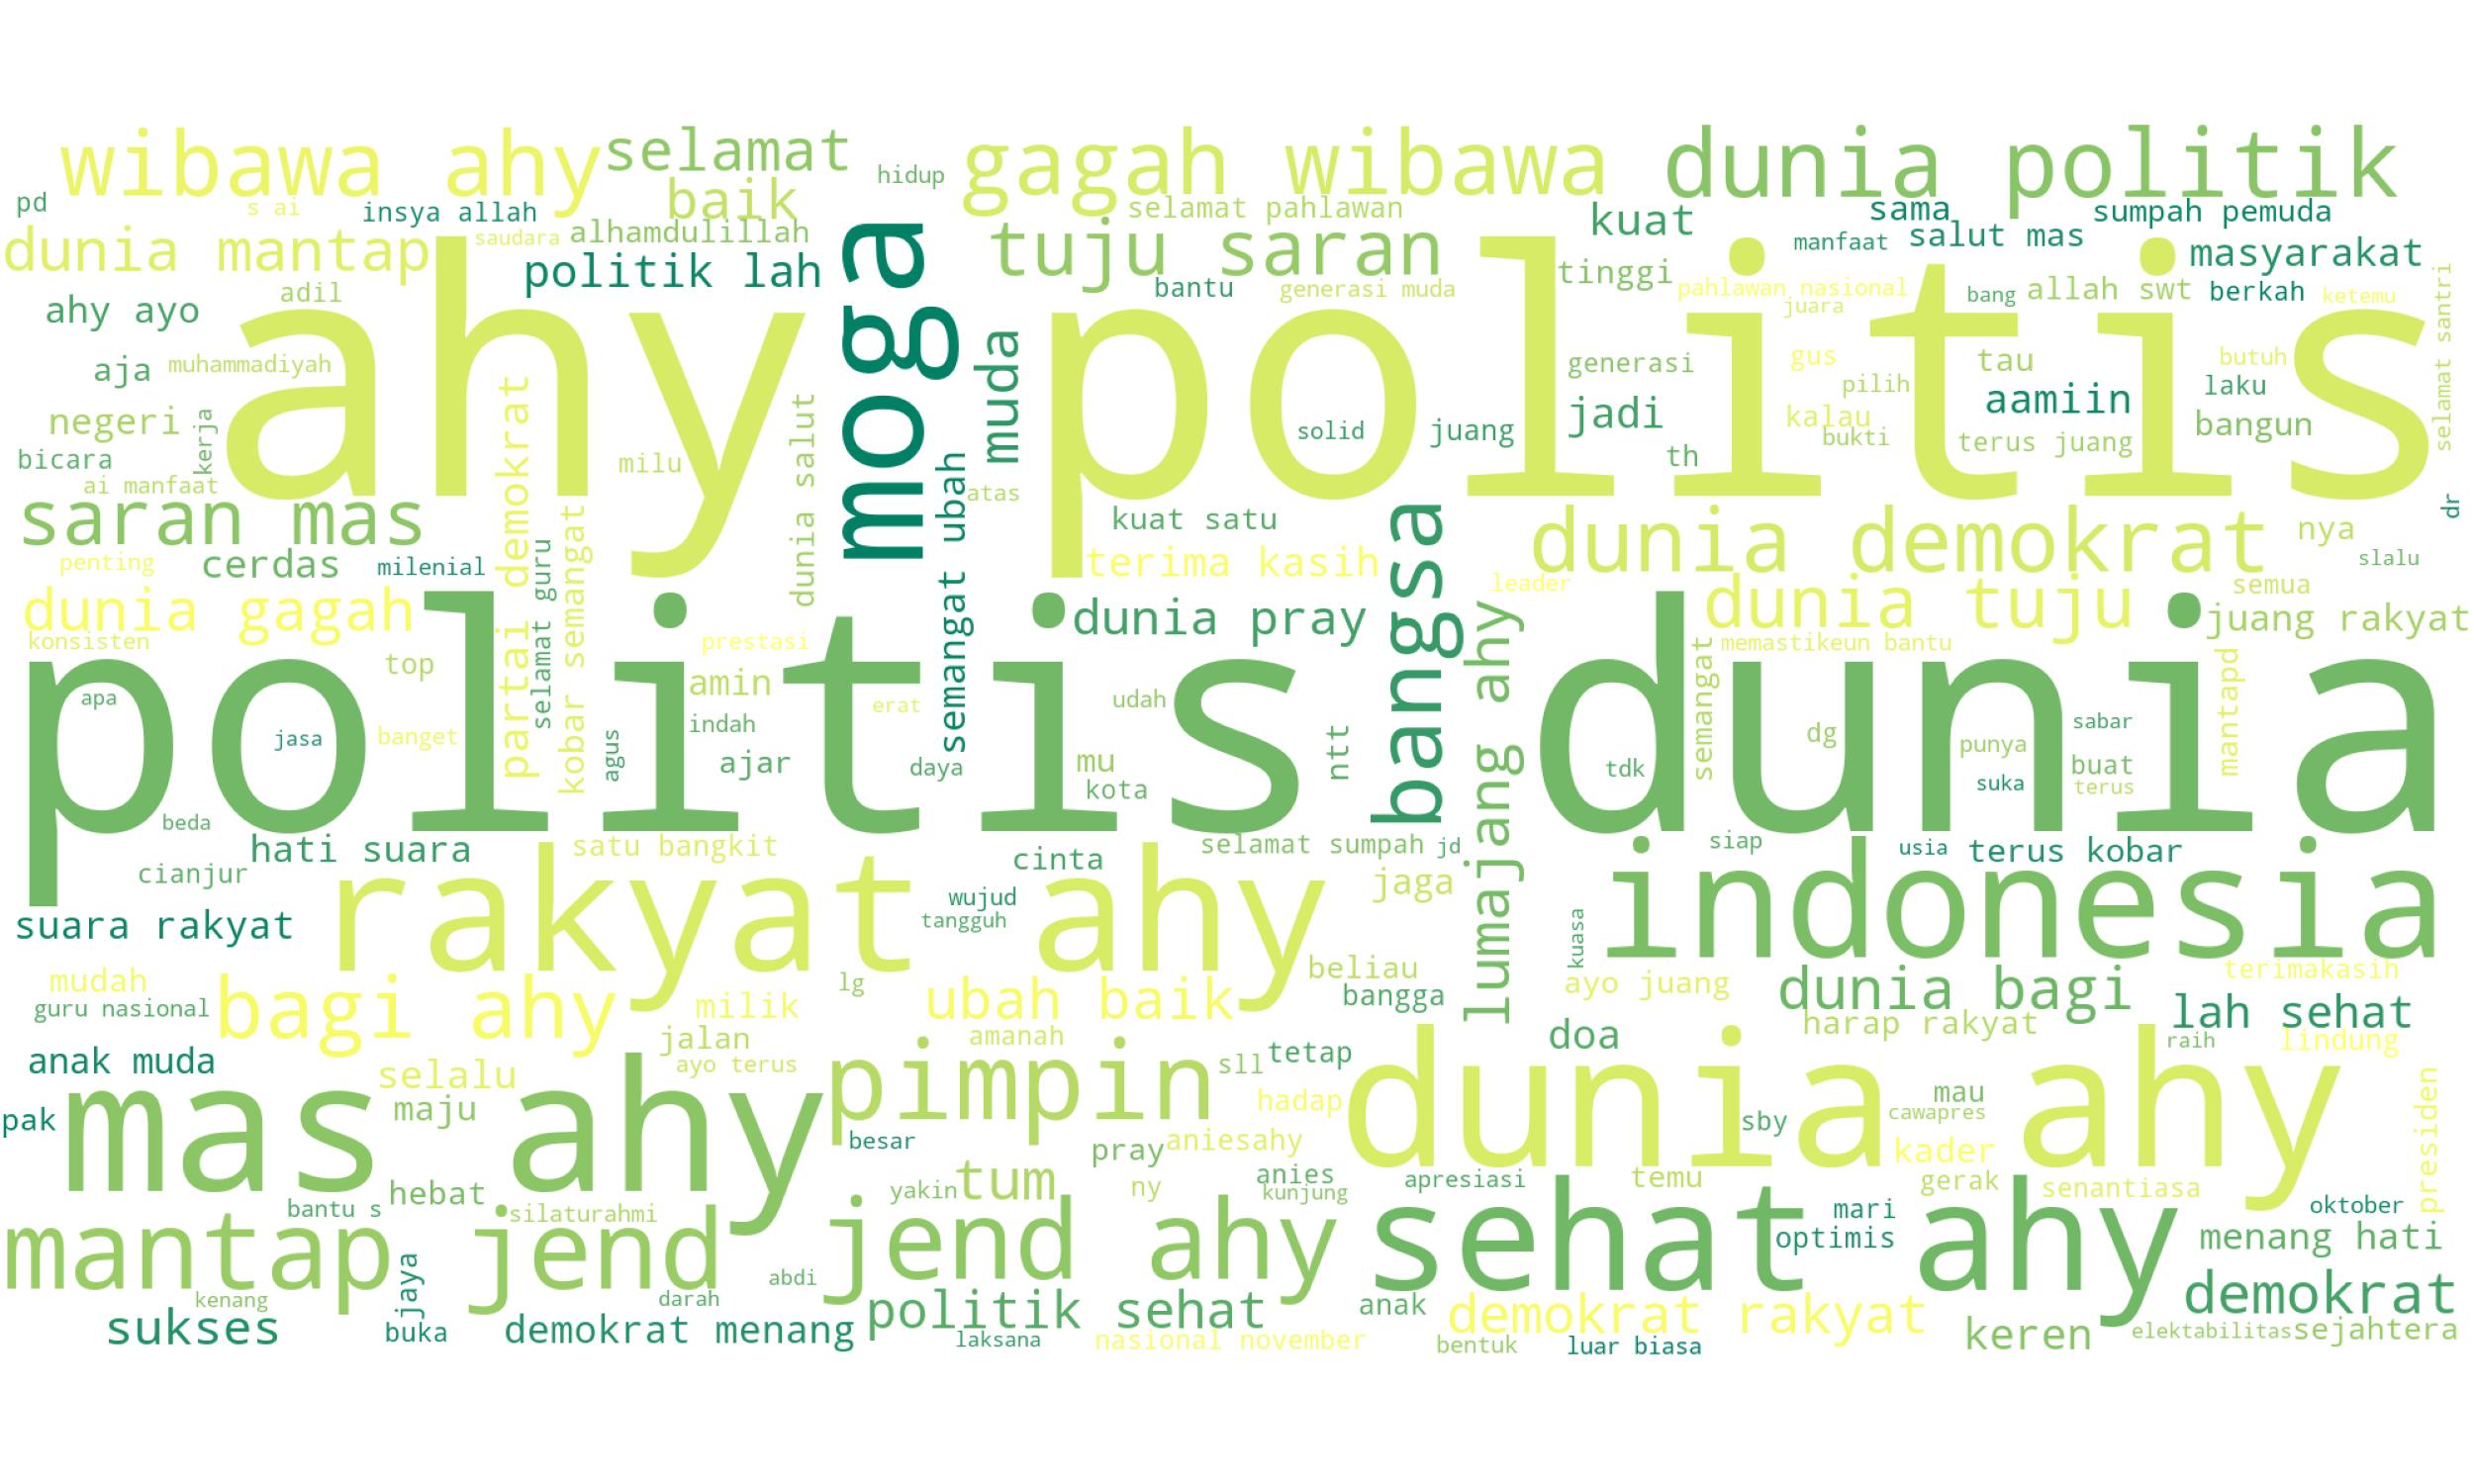 wibawa ahy
selamat
hidup
gagah wibawa
dunia politik
baik
pd
s ai
insya allah
selamat pahlawan
kuat
sama
sumpah pemuda
dunia mantap
saudara
alhamdulillah
moga
tuju saran
manfaat
salut mas
masyarakat
politik lah
tinggi
ahy ayo
adil
bantu
generasi muda
pahlawan nasional
juara
bang
allah swt
berkah
ketemu
selamat santri
ahy politis
aja
muhammadiyah
muda
generasi
gus
tau
butuh
pilih
laku
negeri
kerja
partai demokrat
dunia salut
solid
juang
jadi
kalau
aamiin
bukti
terus juang
bangun
bicara
milu
th
ai manfaat
atas
semangat ubah
dr
saran mas
kobar semangat
kuat satu
bangsa
dunia demokrat
nya
penting
cerdas
milenial
selamat guru
terima kasih
leader
slalu
semua
dunia gagah
dunia pray
lumajang ahy
dunia tuju
juang rakyat
konsisten
prestasi
memastikeun bantu
politis dunia
top
amin
semangat
mantapd
apa
erat
udah
jasa
banget
indah
sabar
agus
ajar
daya
mu
ntt
dg
punya
tdk
buat
kota
suka
terus
beda
hati suara
satu bangkit
cinta
selamat sumpah
jd
siap
usia
terus kobar
cianjur
rakyat ahy
wujud
jaga
indonesia
suara rakyat
tangguh
kuasa
mudah
beliau
terimakasih
guru nasional
bagi ahy
milik
lg
ubah baik
bangga
ayo juang
dunia bagi
lah sehat
jalan
amanah
doa
harap rakyat
anak muda
ayo terus
sll
tetap
raih
lindung
selalu
pimpin
dunia ahy
mas ahy
maju
hadap
mau
presiden
pak
besar
sby
cawapres
pray
aniesahy
kader
hebat
tum
yakin
ny
anies
kunjung
apresiasi
temu
gerak
senantiasa
bantu s
silaturahmi
mari
oktober
mantap
jend
jend ahy
sehat ahy
optimis
menang hati
jaya
abdi
kenang
darah
politik sehat
anak
demokrat rakyat
demokrat
sukses
buka
demokrat menang
laksana
nasional november
bentuk
luar biasa
keren
elektabilitas
sejahtera